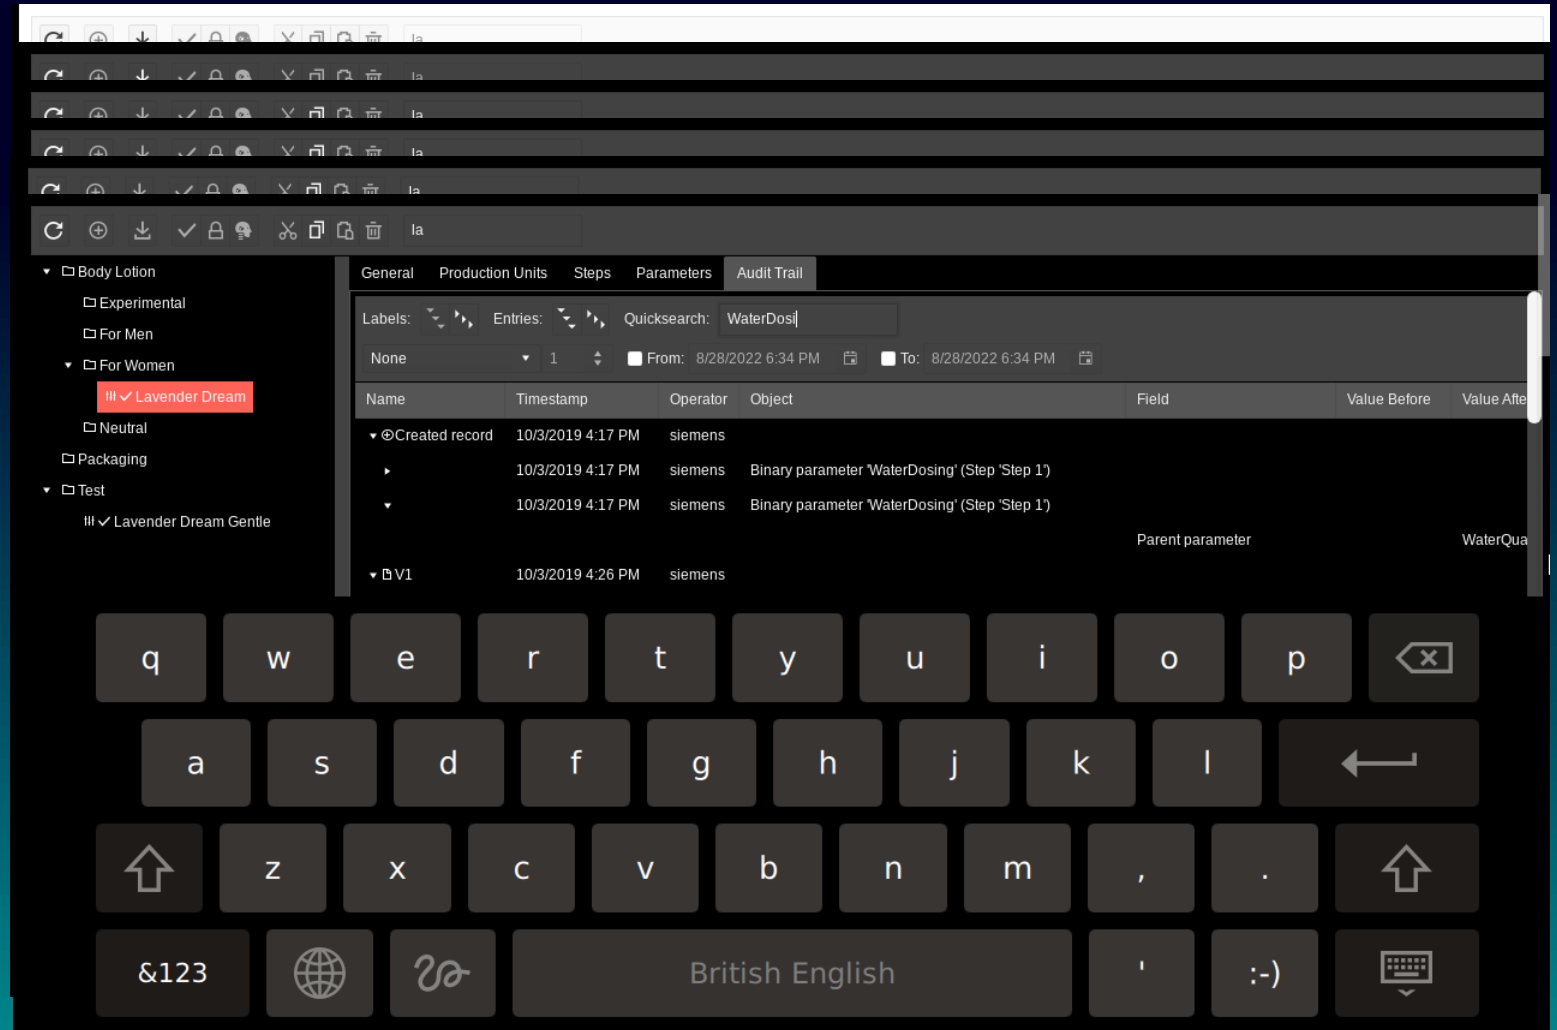 la
la
la
la
la
la
Body Lotion
Experimental
For Men
For Women
Lavender Dream
Neutral
Packaging
Test
Lavender Dream Gentle
General Production Units Steps Parameters Audit Trail
Labels: Entries: Quicksearch: WaterDosi
None 1 From: 8/28/2022 6:34 PM To: 8/28/2022 6:34 PM
Name Timestamp Operator Object Field Value Before Value Afte
Created record 10/3/2019 4:17 PM siemens
10/3/2019 4:17 PM siemens Binary parameter 'WaterDosing' (Step 'Step 1')
10/3/2019 4:17 PM siemens Binary parameter 'WaterDosing' (Step 'Step 1')
Parent parameter WaterQua
V1 10/3/2019 4:26 PM siemens
q w e r t y u i o p
a s d f g h j k l
z x c v b n m , .
&123 British English ' :-)